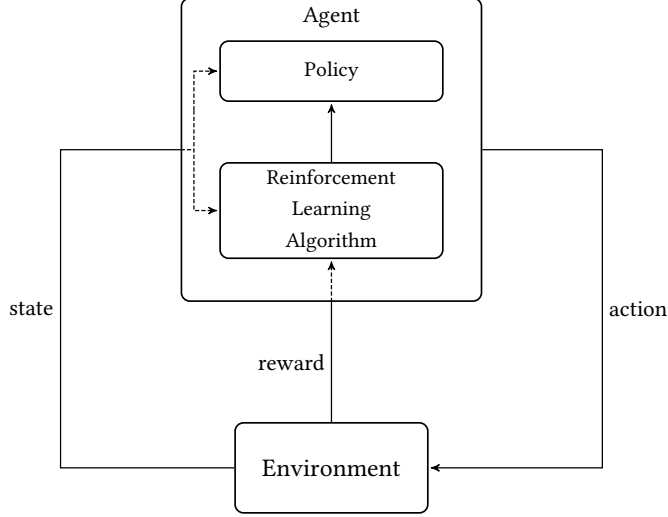 Agent
Policy
Reinforcement
Learning
Algorithm
state
action
reward
Environment